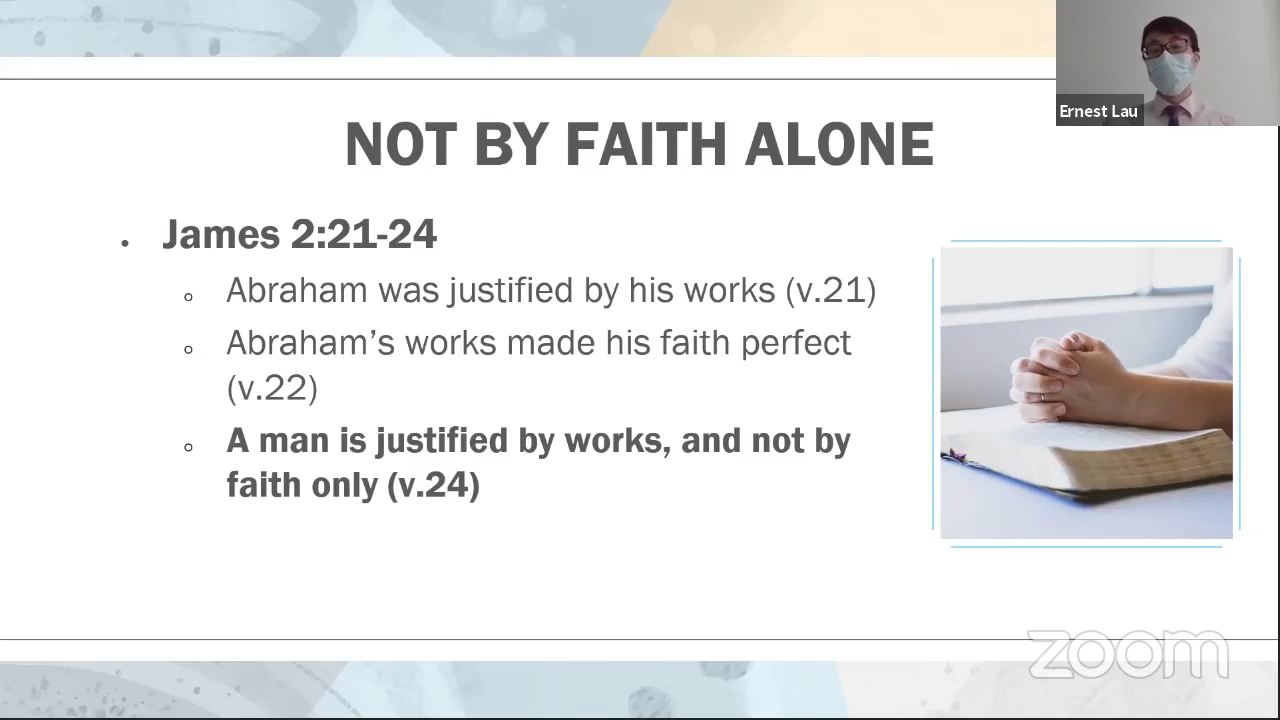 Ernest Lau
NOT BY FAITH ALONE
• James 2:21-24
○ Abraham was justified by his works (v.21)
○ Abraham’s works made his faith perfect
(v.22)
○ A man is justified by works, and not by
faith only (v.24)
zoom